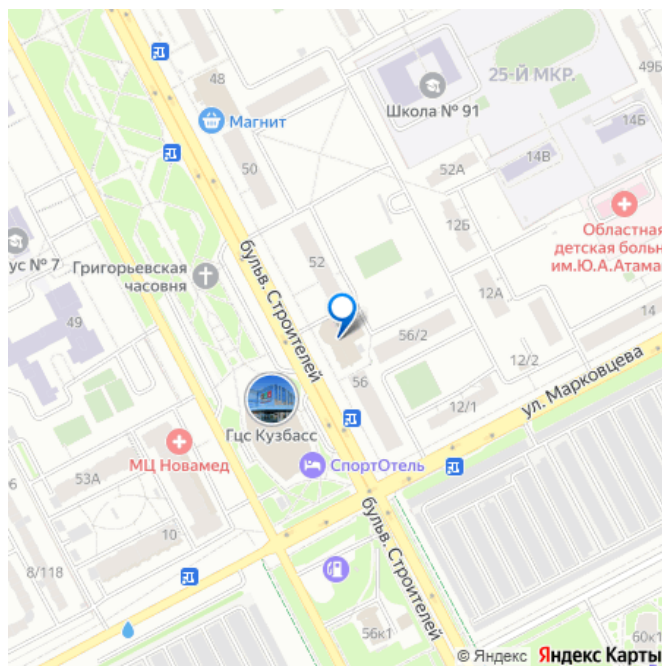 48
Магнит
50
25-Й МКР.
49Б
Школа № 91
14Б
14В
52А
Областная
детская больн
им.Ю.А.Атама
12Б
ус № 7
Григорьевская
часовня
бульв. Строителей
52
12А
14
49
56/2
12/2
ул. Марковцева
56
12/1
Гцс Кузбасс
МЦ Новамед
СпортОтель
53А
6
10
бульв. Строителей
8/118
56к1
60к1
© Яндекс Яндекс Карты